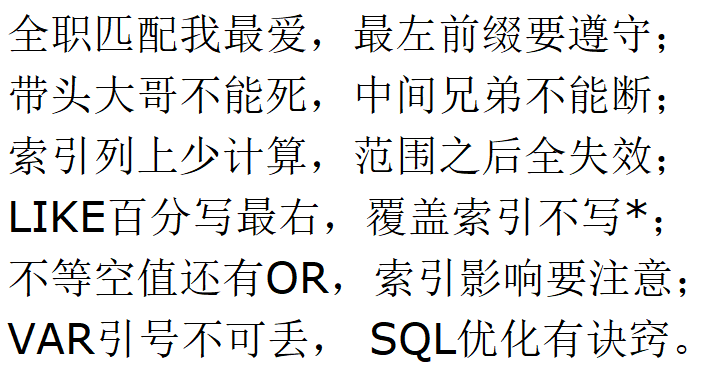 全职匹配我最爱，最左前缀要遵守；
带头大哥不能死，中间兄弟不能断；
索引列上少计算，范围之后全失效；
LIKE百分写最右，覆盖索引不写*；
不等空值还有OR，索引影响要注意；
VAR引号不可丢， SQL优化有诀窍。